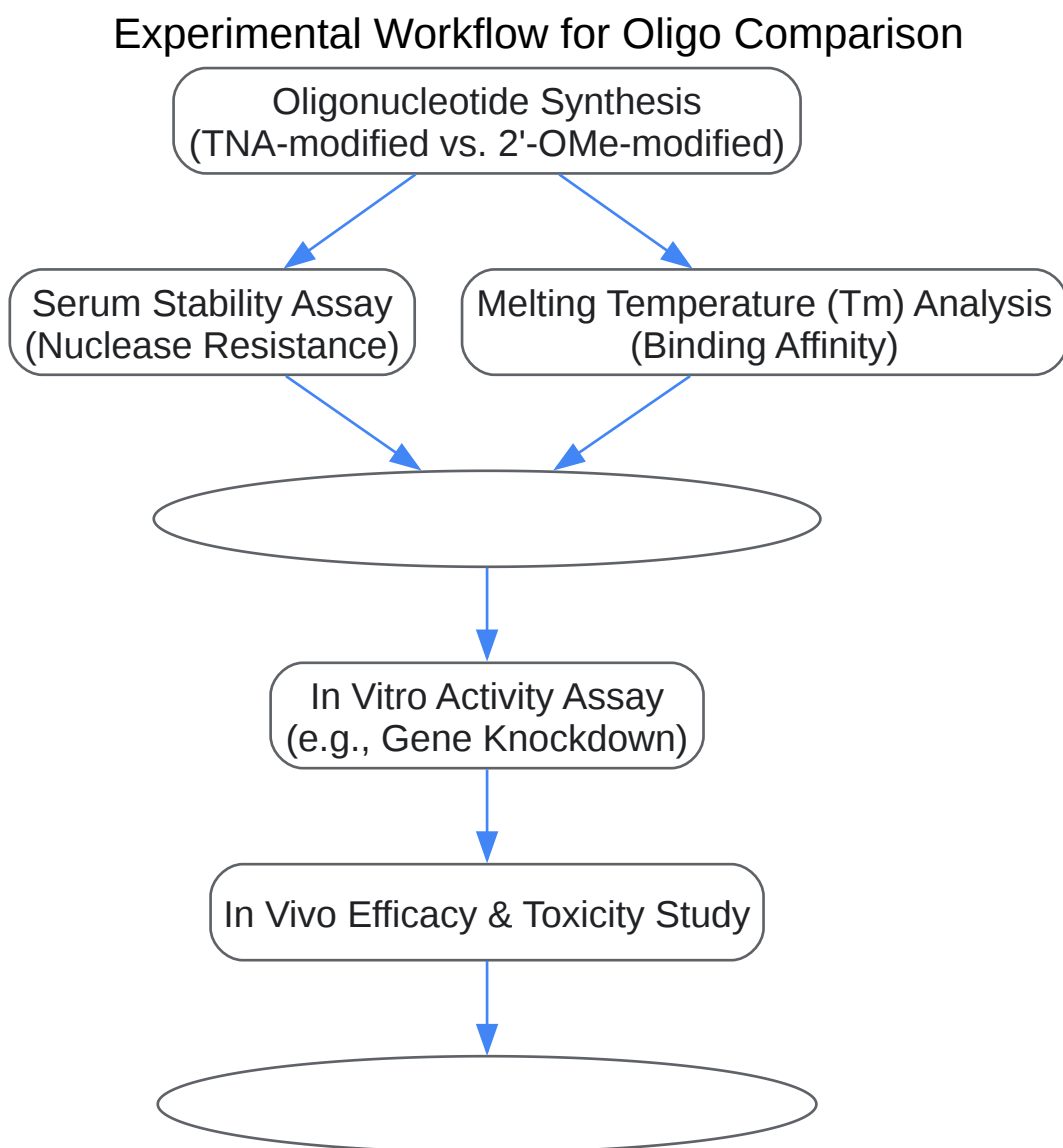 Experimental Workflow for Oligo Comparison
Oligonucleotide Synthesis
(TNA-modified vs. 2'-OMe-modified)
Serum Stability Assay
(Nuclease Resistance)
Melting Temperature (Tm) Analysis
(Binding Affinity)
In Vitro Activity Assay
(e.g., Gene Knockdown)
In Vivo Efficacy & Toxicity Study